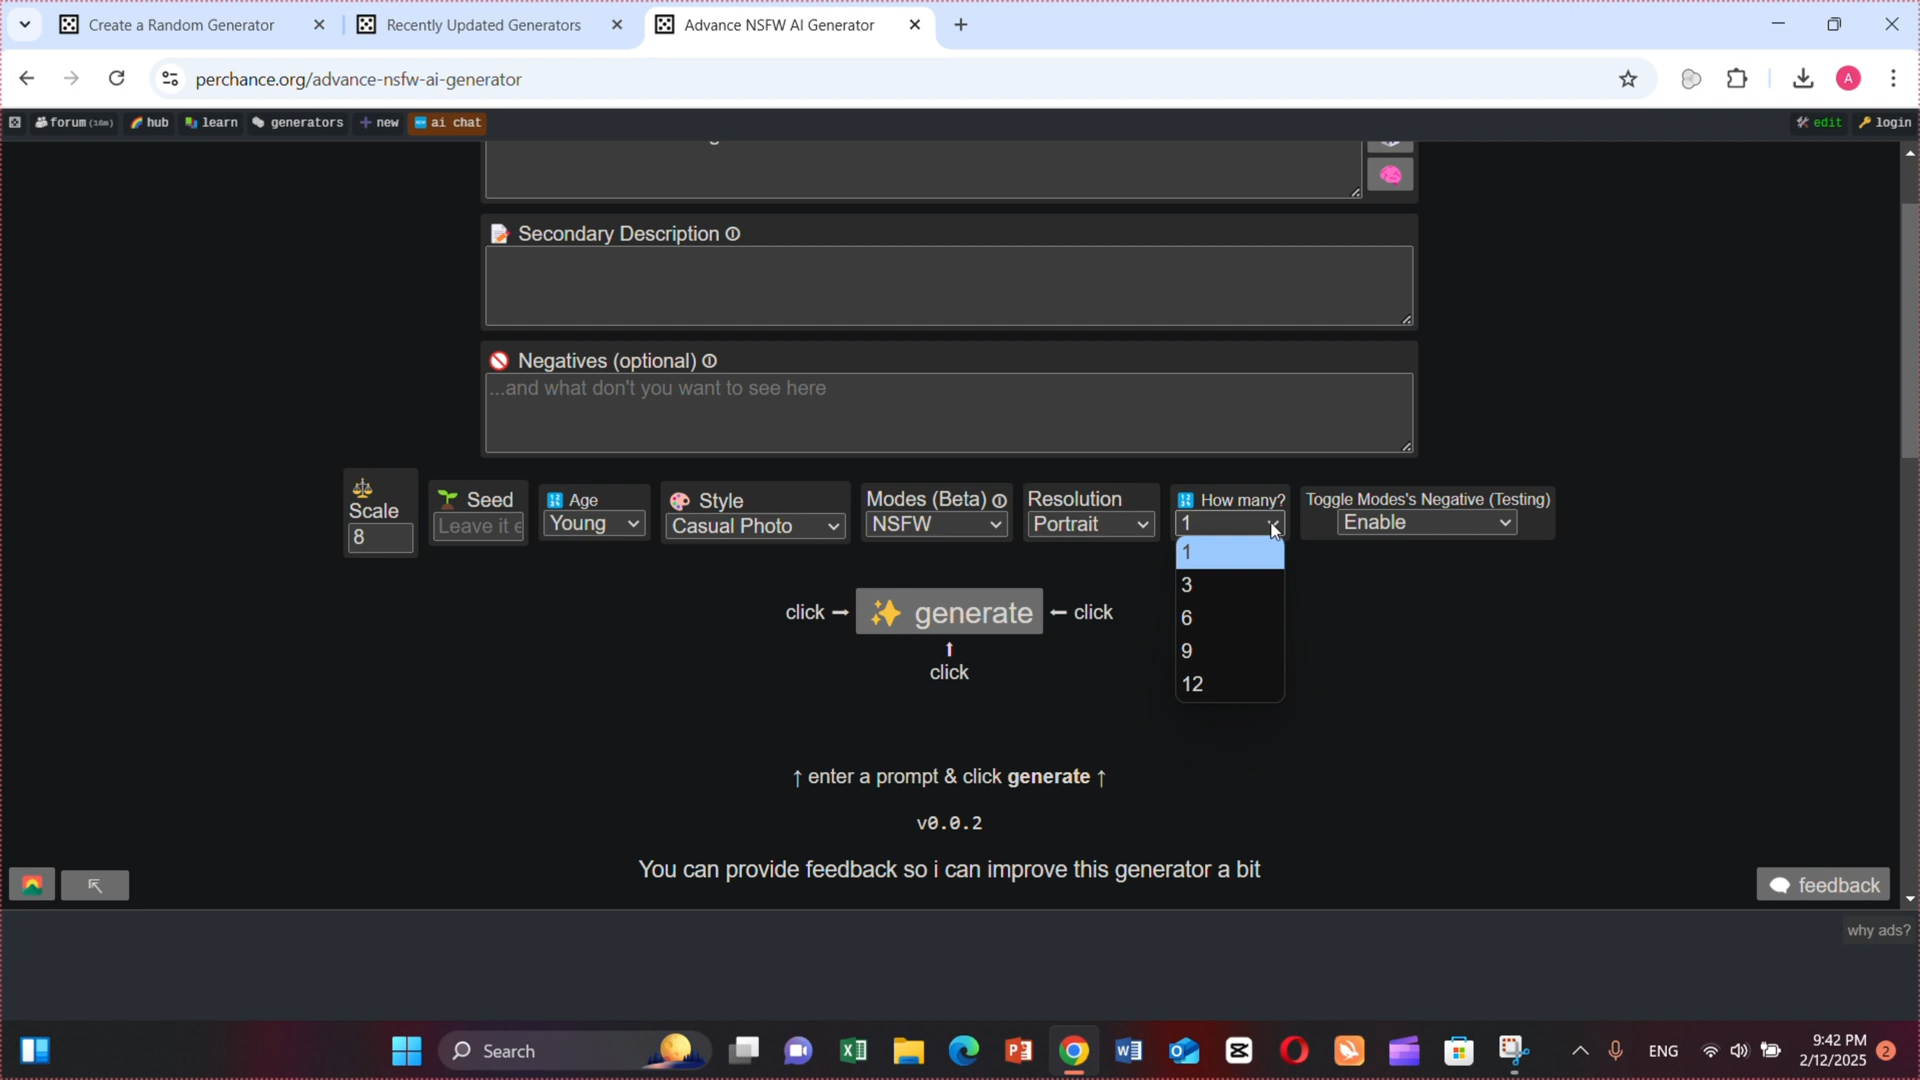 Create a Random Generator
Recently Updated Generators
Advance NSFW AI Generator
perchance.org/advance-nsfw-ai-generator
A
forum (16m)
hub
learn
generators
+ new
ai chat
edit
login
Secondary Description
Negatives (optional)
...and what don't you want to see here
Scale
8
Seed
Leave it e
Age
Young
Style
Casual Photo
Modes (Beta)
NSFW
Resolution
Portrait
How many?
1
Toggle Modes's Negative (Testing)
Enable
1
3
6
9
12
click → ✨ generate ← click
↑
click
↑ enter a prompt & click generate ↑
v0.0.2
You can provide feedback so i can improve this generator a bit
feedback
why ads?
Search
ENG
9:42 PM
2/12/2025
2